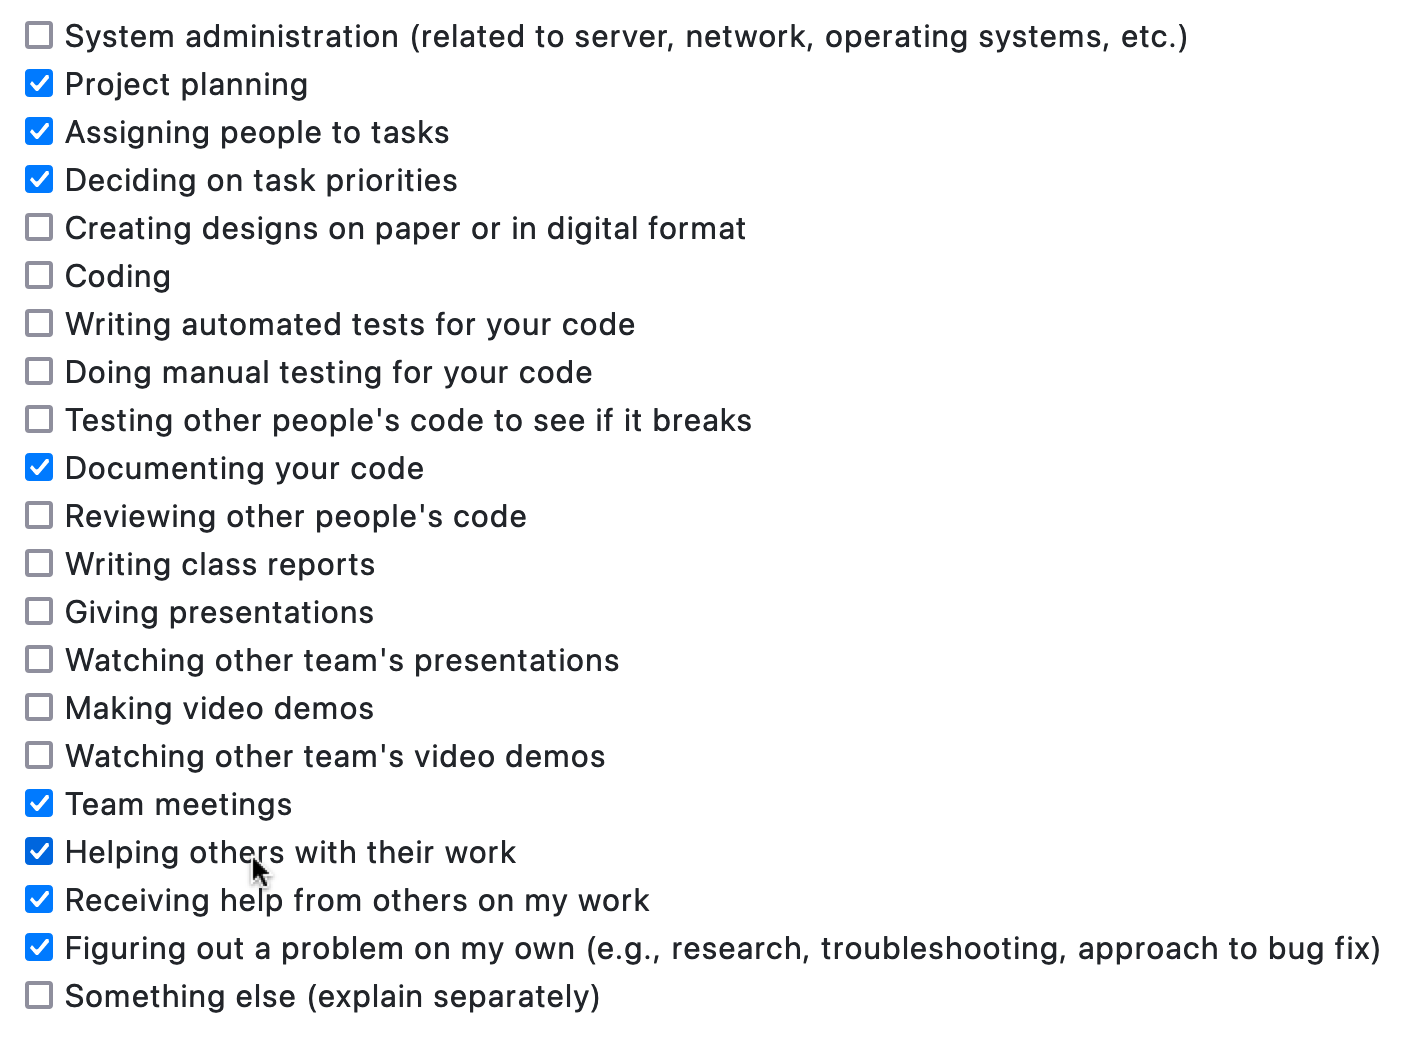 System administration (related to server, network, operating systems, etc.)
Project planning
Assigning people to tasks
Deciding on task priorities
Creating designs on paper or in digital format
Coding
Writing automated tests for your code
Doing manual testing for your code
Testing other people's code to see if it breaks
Documenting your code
Reviewing other people's code
Writing class reports
Giving presentations
Watching other team's presentations
Making video demos
Watching other team's video demos
Team meetings
Helping others with their work
Receiving help from others on my work
Figuring out a problem on my own (e.g., research, troubleshooting, approach to bug fix)
Something else (explain separately)